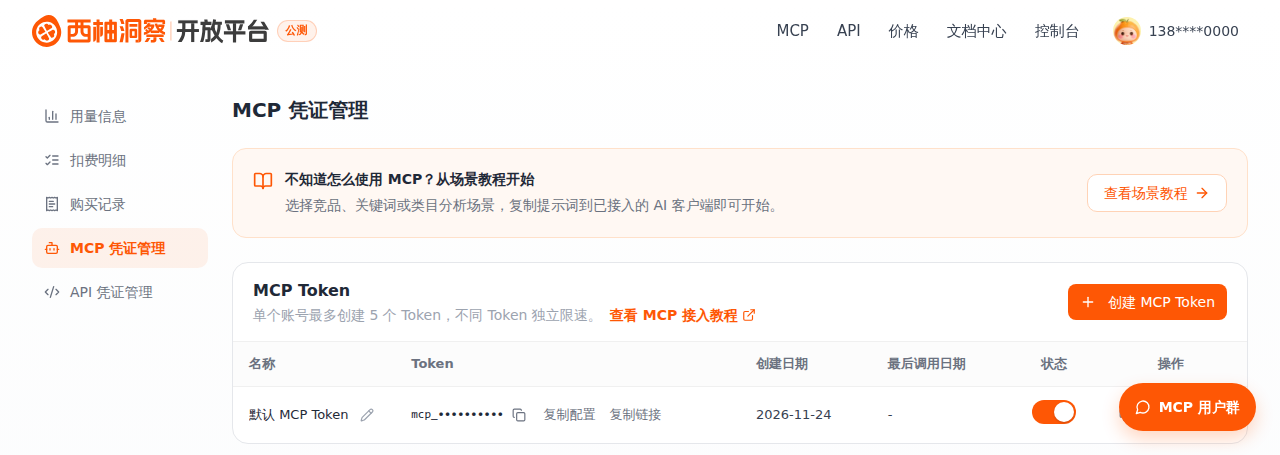 西柚洞察 开放平台 公测
MCP API 价格 文档中心 控制台 138****0000
用量信息
扣费明细
购买记录
MCP 凭证管理
API 凭证管理
MCP 凭证管理
不知道怎么使用 MCP？从场景教程开始
选择竞品、关键词或类目分析场景，复制提示词到已接入的 AI 客户端即可开始。
查看场景教程
MCP Token
单个账号最多创建 5 个 Token，不同 Token 独立限速。 查看 MCP 接入教程
创建 MCP Token
名称 Token 创建日期 最后调用日期 状态 操作
默认 MCP Token mcp_•••••••••• 复制配置 复制链接 2026-11-24 -
MCP 用户群